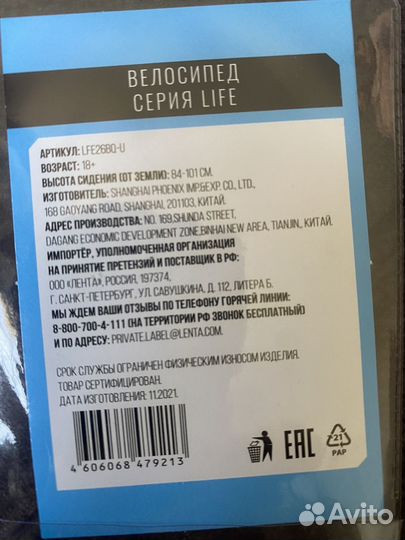 ВЕЛОСИПЕД
СЕРИЯ LIFE
АРТИКУЛ: LFE26BQ-U
ВОЗРАСТ: 18+
ВЫСОТА СИДЕНИЯ (ОТ ЗЕМЛИ): 84-101 СМ.
ИЗГОТОВИТЕЛЬ: SHANGHAI PHOENIX IMP.&EXP. CO., LTD.,
168 GAOYANG ROAD, SHANGHAI, 201103, КИТАЙ.
АДРЕС ПРОИЗВОДСТВА: NO. 169,SHUNDA STREET,
DAGANG ECONOMIC DEVELOPMENT ZONE,BINHAI NEW AREA, TIANJIN,, КИТАЙ.
ИМПОРТЁР, УПОЛНОМОЧЕННАЯ ОРГАНИЗАЦИЯ
НА ПРИНЯТИЕ ПРЕТЕНЗИЙ И ПОСТАВЩИК В РФ:
ООО «ЛЕНТА», РОССИЯ, 197374,
Г. САНКТ-ПЕТЕРБУРГ, УЛ. САВУШКИНА, Д. 112, ЛИТЕРА Б.
МЫ ЖДЕМ ВАШИ ОТЗЫВЫ ПО ТЕЛЕФОНУ ГОРЯЧЕЙ ЛИНИИ:
8-800-700-4-111 (НА ТЕРРИТОРИИ РФ ЗВОНОК БЕСПЛАТНЫЙ)
И ПО АДРЕСУ: PRIVATE.LABEL@LENTA.COM.
СРОК СЛУЖБЫ ОГРАНИЧЕН ФИЗИЧЕСКИМ ИЗНОСОМ ИЗДЕЛИЯ.
ТОВАР СЕРТИФИЦИРОВАН.
ДАТА ИЗГОТОВЛЕНИЯ: 11.2021.
4 606068 479213
EAC
21
PAP
Avito